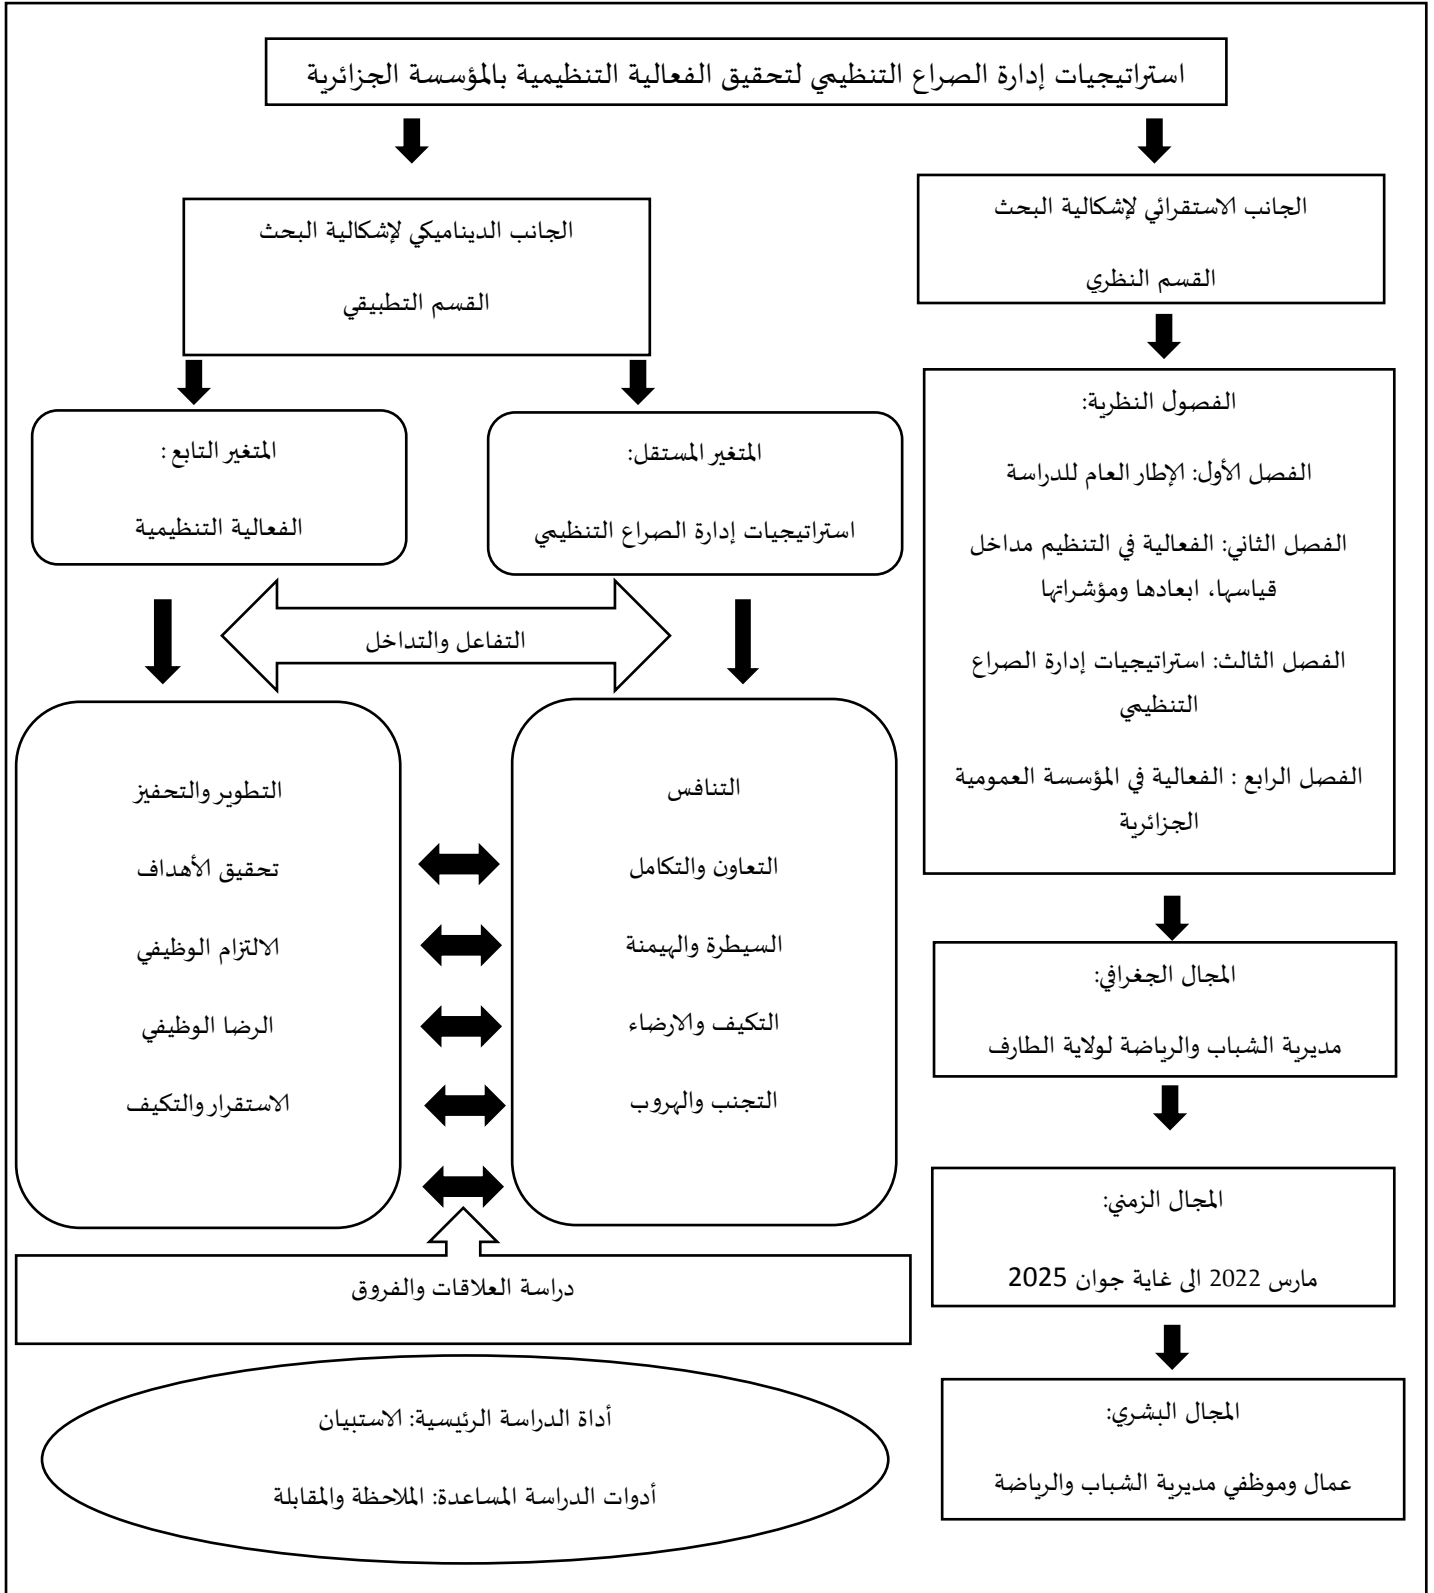 استراتيجيات إدارة الصراع التنظيمي لتحقيق الفعالية التنظيمية بالمؤسسة الجزائرية
الجانب الاستقرائي لإشكالية البحث
القسم النظري
الفصول النظرية:
الفصل الأول: الإطار العام للدراسة
الفصل الثاني: الفعالية في التنظيم مداخل
قياسها، ابعادها ومؤشراتها
الفصل الثالث: استراتيجيات إدارة الصراع
التنظيمي
الفصل الرابع : الفعالية في المؤسسة العمومية
الجزائرية
المجال الجغرافي:
مديرية الشباب والرياضة لولاية الطارف
المجال الزمني:
مارس 2022 الى غاية جوان 2025
المجال البشري:
عمال وموظفي مديرية الشباب والرياضة
الجانب الديناميكي لإشكالية البحث
القسم التطبيقي
المتغير المستقل:
استراتيجيات إدارة الصراع التنظيمي
المتغير التابع :
الفعالية التنظيمية
التفاعل والتداخل
التنافس
التعاون والتكامل
السيطرة والهيمنة
التكيف والارضاء
التجنب والهروب
التطوير والتحفيز
تحقيق الأهداف
الالتزام الوظيفي
الرضا الوظيفي
الاستقرار والتكيف
دراسة العلاقات والفروق
أداة الدراسة الرئيسية: الاستبيان
أدوات الدراسة المساعدة: الملاحظة والمقابلة